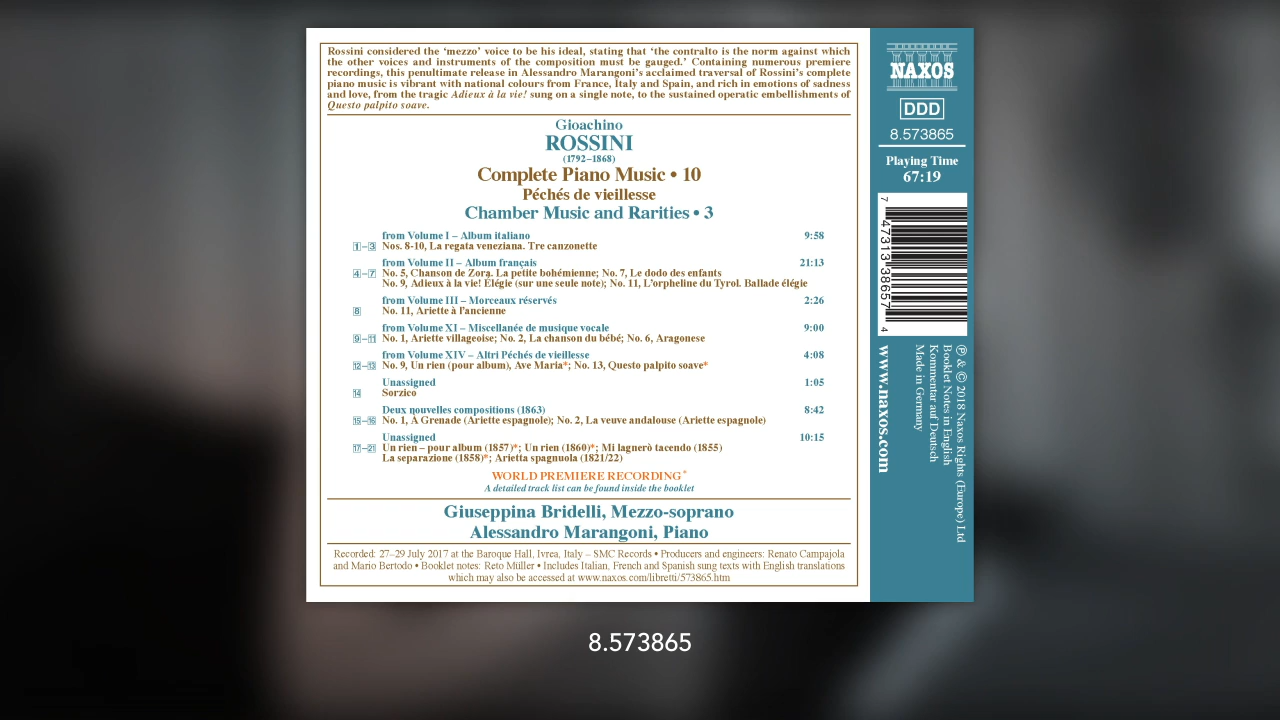 Rossini considered the ‘mezzo’ voice to be his ideal, stating that ‘the contralto is the norm against which
the other voices and instruments of the composition must be gauged.’ Containing numerous premiere
recordings, this penultimate release in Alessandro Marangoni’s acclaimed traversal of Rossini’s complete
piano music is vibrant with national colours from France, Italy and Spain, and rich in emotions of sadness
and love, from the tragic Adieux à la vie! sung on a single note, to the sustained operatic embellishments of
Questo palpito soave.
Gioachino
ROSSINI
(1792–1868)
Complete Piano Music • 10
Péchés de vieillesse
Chamber Music and Rarities • 3
from Volume I – Album italiano 9:58
1–3 Nos. 8-10, La regata veneziana. Tre canzonette
from Volume II – Album français 21:13
4–7 No. 5, Chanson de Zora. La petite bohémienne; No. 7, Le dodo des enfants
No. 9, Adieux à la vie! Élégie (sur une seule note); No. 11, L’orpheline du Tyrol. Ballade élégie
from Volume III – Morceaux réservés 2:26
8 No. 11, Ariette à l’ancienne
from Volume XI – Miscellanée de musique vocale 9:00
9–11 No. 1, Ariette villageoise; No. 2, La chanson du bébé; No. 6, Aragonese
from Volume XIV – Altri Péchés de vieillesse 4:08
12–13 No. 9, Un rien (pour album), Ave Maria*; No. 13, Questo palpito soave*
Unassigned 1:05
14 Sorzico
Deux nouvelles compositions (1863) 8:42
15–16 No. 1, À Grenade (Ariette espagnole); No. 2, La veuve andalouse (Ariette espagnole)
Unassigned 10:15
17–21 Un rien – pour album (1857)*; Un rien (1860)*; Mi lagnerò tacendo (1855)
La separazione (1858)*; Arietta spagnuola (1821/22)
WORLD PREMIERE RECORDING*
A detailed track list can be found inside the booklet
Giuseppina Bridelli, Mezzo-soprano
Alessandro Marangoni, Piano
Recorded: 27–29 July 2017 at the Baroque Hall, Ivrea, Italy – SMC Records • Producers and engineers: Renato Campajola
and Mario Bertodo • Booklet notes: Reto Müller • Includes Italian, French and Spanish sung texts with English translations
which may also be accessed at www.naxos.com/libretti/573865.htm
NAXOS
DDD
8.573865
Playing Time
67:19
7 47313 38657 4
℗ & © 2018 Naxos Rights (Europe) Ltd
Booklet Notes in English
Kommentar auf Deutsch
Made in Germany
www.naxos.com
8.573865